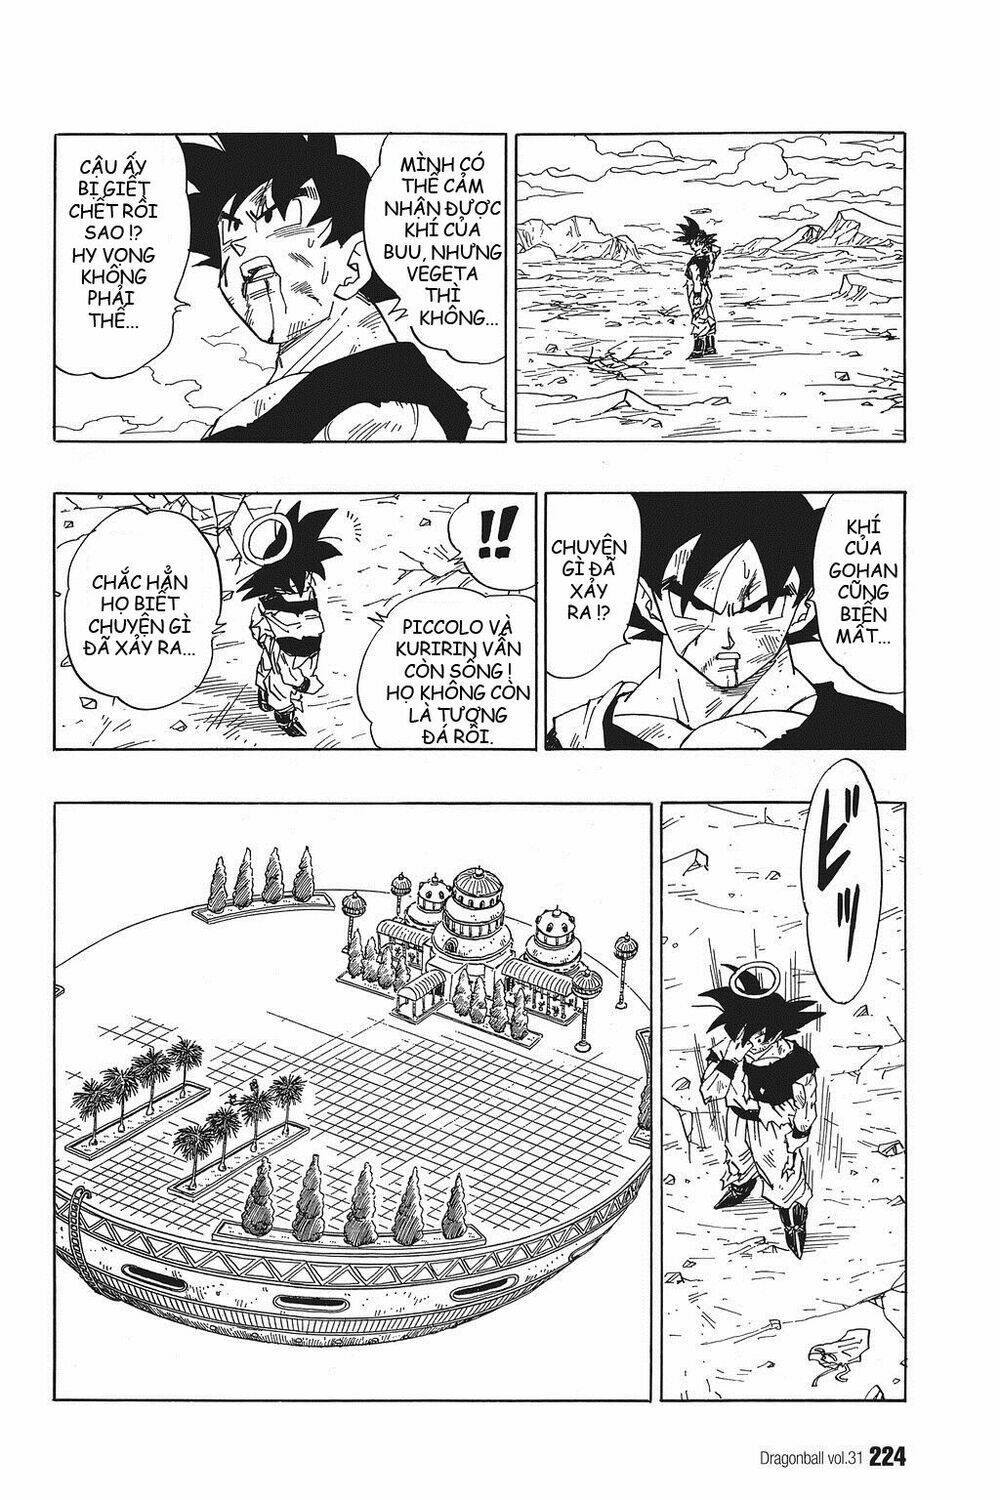 MÌNH CÓ
THỂ CẢM
NHẬN ĐƯỢC
KHÍ CỦA
BUU, NHƯNG
VEGETA
THÌ
KHÔNG...
CẬU ẤY
BỊ GIẾT
CHẾT RỒI
SAO !?
HY VỌNG
KHÔNG
PHẢI
THẾ...
KHÍ
CỦA
GOHAN
CŨNG
BIẾN
MẤT...
CHUYỆN
GÌ ĐÃ
XẢY
RA !?
!!
PICCOLO VÀ
KURIRIN VẪN
CÒN SỐNG !
HỌ KHÔNG CÒN
LÀ TƯỢNG
ĐÁ RỒI.
CHẮC HẲN
HỌ BIẾT
CHUYỆN GÌ
ĐÃ XẢY RA...
ビッ
Dragonball vol.31 224